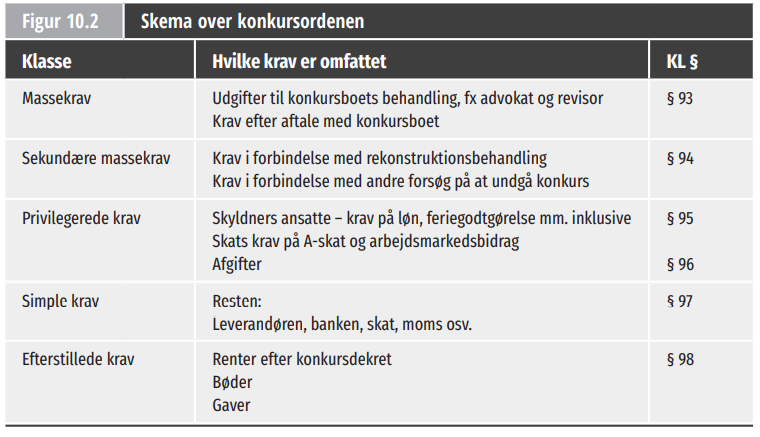 Figur 10.2 Skema over konkursordenen
Klasse Hvilke krav er omfattet KL §
Massekrav Udgifter til konkursboets behandling, fx advokat og revisor § 93
Krav efter aftale med konkursboet
Sekundære massekrav Krav i forbindelse med rekonstruktionsbehandling § 94
Krav i forbindelse med andre forsøg på at undgå konkurs
Privilegerede krav Skyldners ansatte – krav på løn, feriegodtgørelse mm. inklusive § 95
Skats krav på A-skat og arbejdsmarkedsbidrag
Afgifter § 96
Simple krav Resten: § 97
Leverandøren, banken, skat, moms osv.
Efterstillede krav Renter efter konkursdekret § 98
Bøder
Gaver